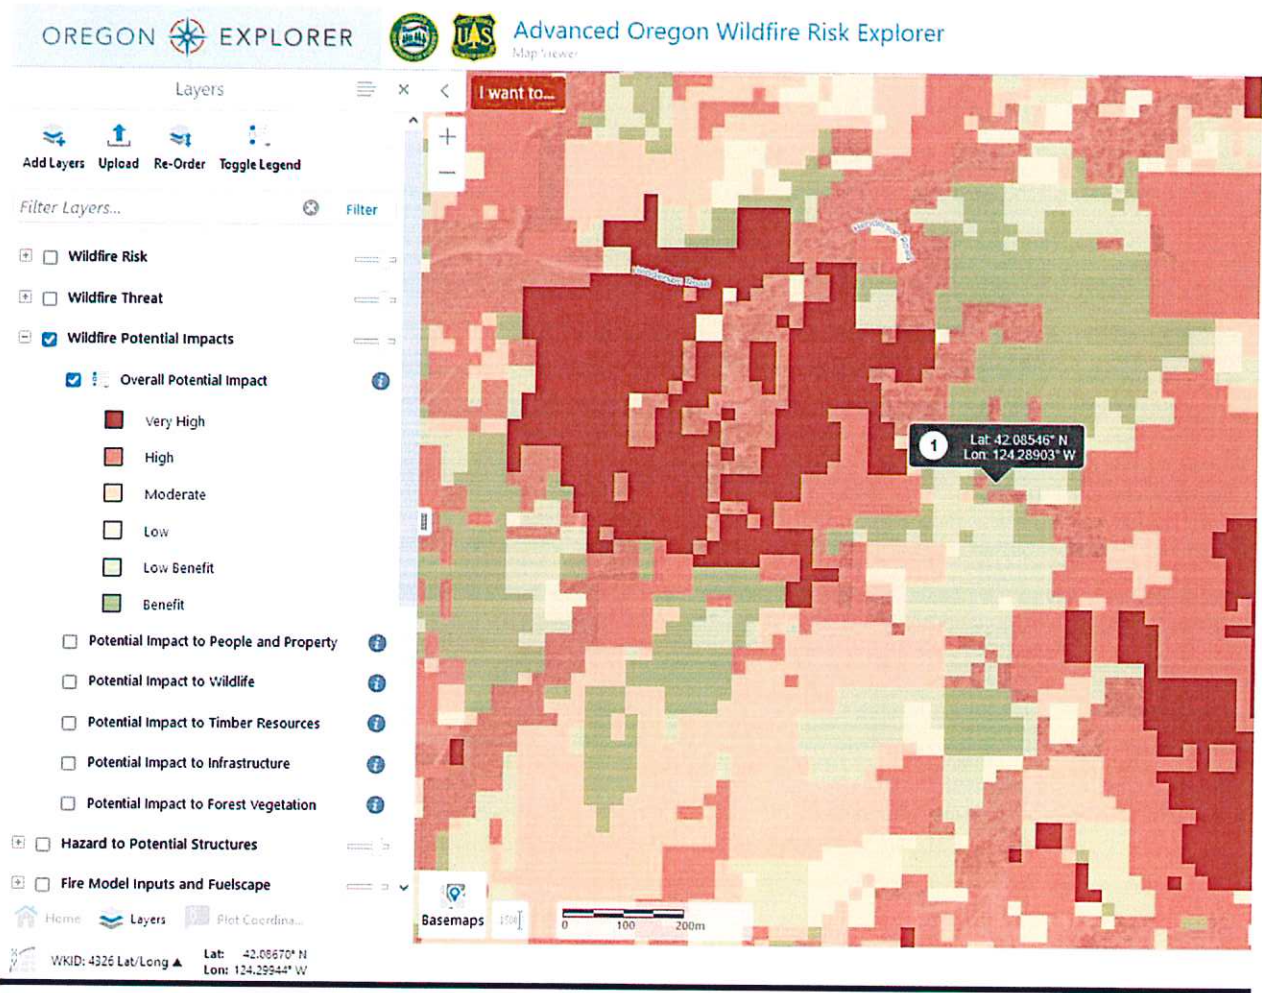 OREGON EXPLORER
Advanced Oregon Wildfire Risk Explorer
Map Viewer
Layers
I want to...
Add Layers Upload Re-Order Toggle Legend
Filter Layers... Filter
Wildfire Risk
Wildfire Threat
Wildfire Potential Impacts
Overall Potential Impact
Very High
High
Moderate
Low
Low Benefit
Benefit
Potential Impact to People and Property
Potential Impact to Wildlife
Potential Impact to Timber Resources
Potential Impact to Infrastructure
Potential Impact to Forest Vegetation
Hazard to Potential Structures
Fire Model Inputs and Fuelscape
Home Layers Plot Coordina...
WKID: 4326 Lat/Long ▲
Lat: 42.08670° N
Lon: 124.29944° W
Henderson Road
Henderson Road
1
Lat: 42.08546° N
Lon: 124.28903° W
Basemaps
0 100 200m